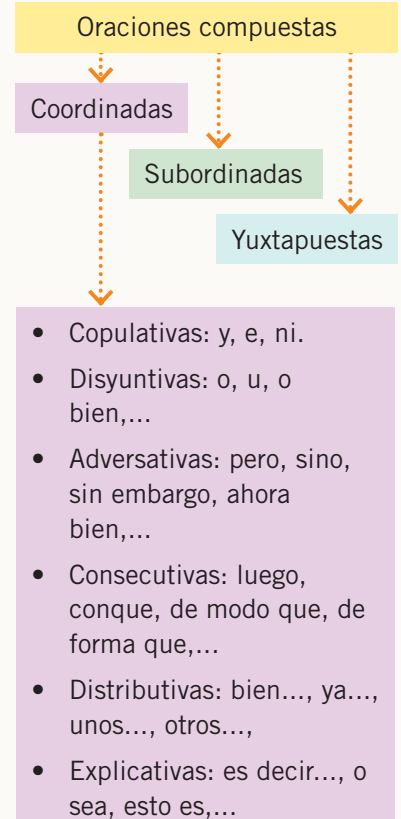 Oraciones compuestas
Coordinadas
Subordinadas
Yuxtapuestas
• Copulativas: y, e, ni.
• Disyuntivas: o, u, o
bien,...
• Adversativas: pero, sino,
sin embargo, ahora
bien,...
• Consecutivas: luego,
conque, de modo que, de
forma que,...
• Distributivas: bien..., ya...,
unos..., otros...,
• Explicativas: es decir..., o
sea, esto es,...